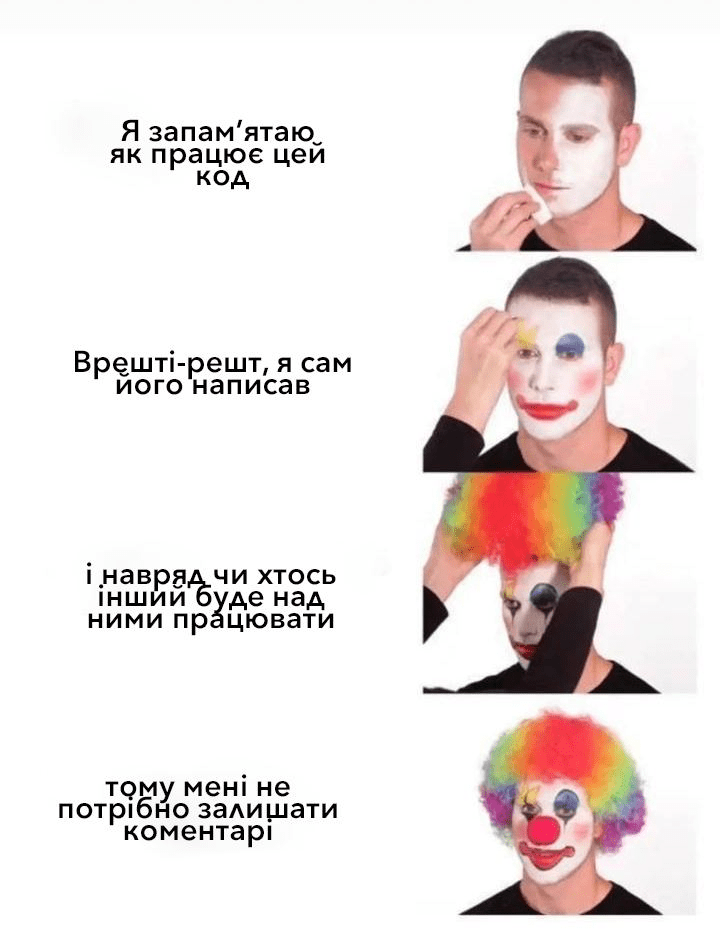 Я запам’ятаю
як працює цей
код
Врешті-решт, я сам
його написав
і навряд чи хтось
інший буде над
ними працювати
тому мені не
потрібно залишати
коментарі